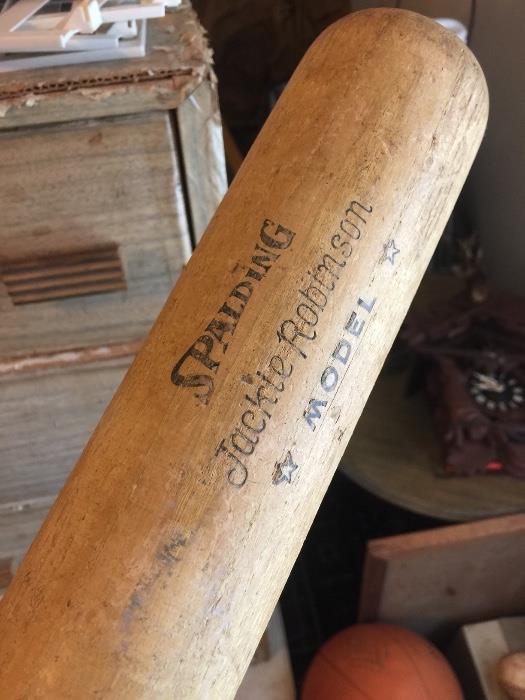 SPALDING
Jackie Robinson
☆ MODEL ☆